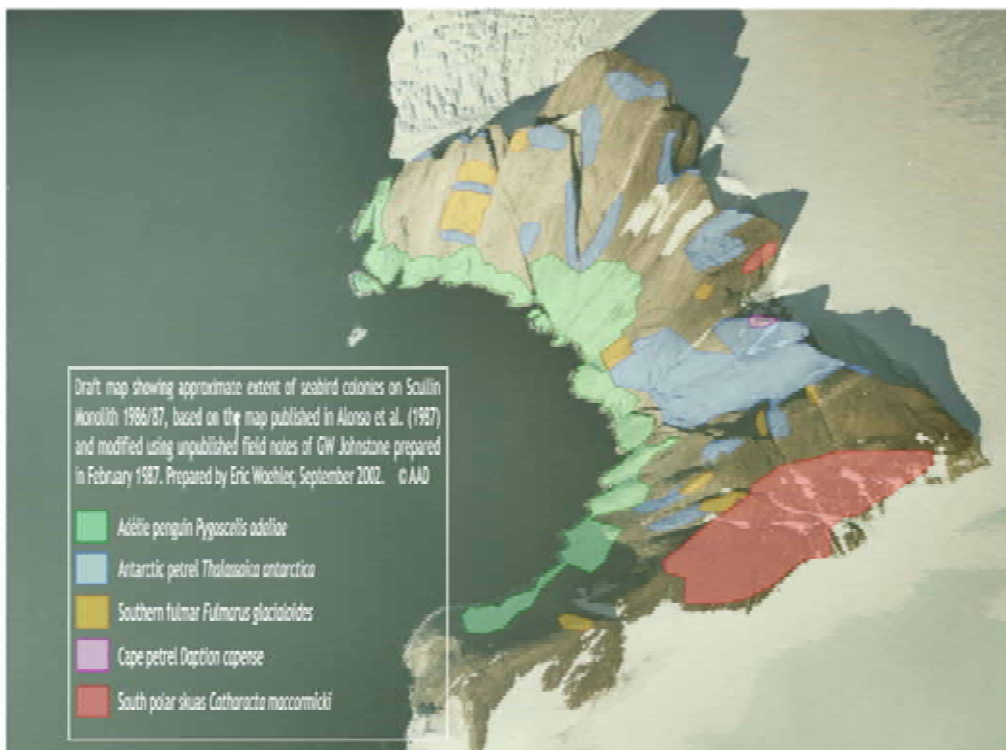 Draft map showing approximate extent of seabird colonies on Scullin
Monolith 1986/87, based on the map published in Alonso et al. (1997)
and modified using unpublished field notes of GW Johnstone prepared
in February 1987. Prepared by Eric Woehler, September 2002. © AAD
Adélie penguin Pygoscelis adeliae
Antarctic petrel Thalassoica antarctica
Southern fulmar Fulmarus glacialoides
Cape petrel Daption capense
South polar skuas Catharacta maccormicki